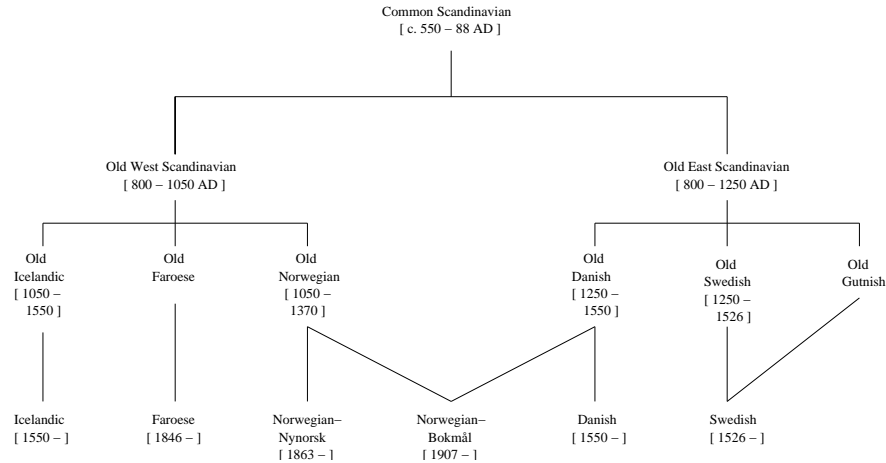 Common Scandinavian
[ c. 550 – 88 AD ]
Old West Scandinavian
[ 800 – 1050 AD ]
Old East Scandinavian
[ 800 – 1250 AD ]
Old
Icelandic
[ 1050 –
1550 ]
Old
Faroese
Old
Norwegian
[ 1050 –
1370 ]
Old
Danish
[ 1250 –
1550 ]
Old
Swedish
[ 1250 –
1526 ]
Old
Gutnish
Icelandic
[ 1550 – ]
Faroese
[ 1846 – ]
Norwegian–
Nynorsk
[ 1863 – ]
Norwegian–
Bokmål
[ 1907 – ]
Danish
[ 1550 – ]
Swedish
[ 1526 – ]